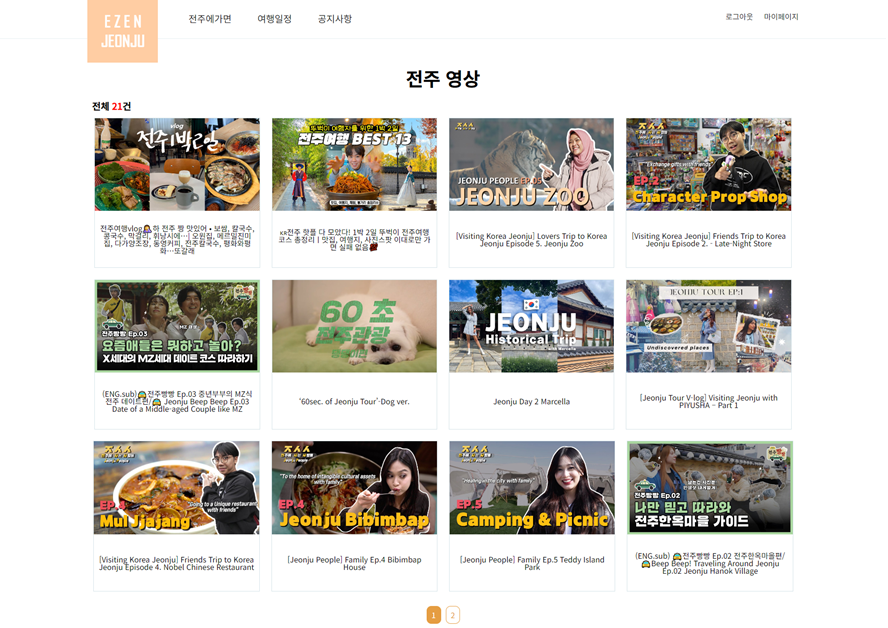 EZEN
JEONJU
전주에가면
여행일정
공지사항
로그아웃
마이페이지
전주 영상
전체 21건
vlog
전주1박2일
뚜벅이 여행자를 위한 1박 2일
전주여행 BEST 13
JEONJU PEOPLE EP.05
JEONJU ZOO
"Exchange gifts with friends"
EP.2
Character Prop Shop
전주여행vlog
하 전주 짱 맛있어 • 보쌈, 칼국수,
콩국수, 막걸리, 휘낭시에…| 오원집, 메르밀진미
집, 다가양조장, 동영커피, 전주칼국수, 평화와평
화…또갈래
KR전주 핫플 다 모았다! 1박 2일 뚜벅이 전주여행
코스 총정리ㅣ맛집, 여행지, 사진스팟 이대로만 가
면 실패 없음
[Visiting Korea Jeonju] Lovers Trip to Korea
Jeonju Episode 5. Jeonju Zoo
[Visiting Korea Jeonju] Friends Trip to Korea
Jeonju Episode 2. - Late-Night Store
MZ
전주빵빵 Ep.03
요즘애들은 뭐하고 놀아?
X세대의 MZ세대 데이트 코스 따라하기
60 초
전주관광
JEONJU
Historical Trip
with Marcella
JEONJU TOUR EP.1
Undiscovered places
(ENG.sub)
전주빵빵 Ep.03 중년부부의 MZ식
전주 데이트편/
Jeonju Beep Beep Ep.03
Date of a Middle-aged Couple like MZ
'60sec. of Jeonju Tour'-Dog ver.
Jeonju Day 2 Marcella
[Jeonju Tour V-log] Visiting Jeonju with
PIYUSHA – Part 1
EP.4
Mul Jjajang
"Going to a Unique restaurant
with friends"
"To the home of intangible cultural assets
with family"
EP.4
Jeonju Bibimbap
"Healing in the city with family"
EP.5
Camping & Picnic
전주빵빵 Ep.02
나만 믿고 따라와
전주한옥마을 가이드
[Visiting Korea Jeonju] Friends Trip to Korea
Jeonju Episode 4. Nobel Chinese Restaurant
[Jeonju People] Family Ep.4 Bibimbap
House
[Jeonju People] Family Ep.5 Teddy Island
Park
(ENG.sub)
전주빵빵 Ep.02 전주한옥마을편/
Beep Beep! Traveling Around Jeonju
Ep.02 Jeonju Hanok Village
1
2